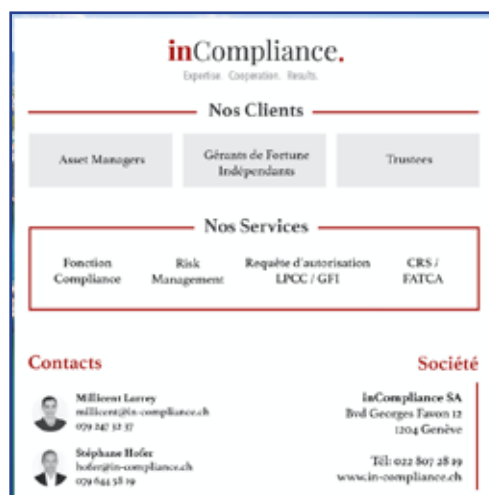 inCompliance.
Expertise. Cooperation. Results.
Nos Clients
Asset Managers
Gérants de Fortune
Indépendants
Trustees
Nos Services
Fonction
Compliance
Risk
Management
Requête d'autorisation
LPCC / GFI
CRS /
FATCA
Contacts
Millicent Larrey
millicent@in-compliance.ch
079 247 32 37
Stéphane Hofer
hofer@in-compliance.ch
079 644 58 19
Société
inCompliance SA
Bvd Georges Favon 12
1204 Genève
Tél: 022 807 28 19
www.in-compliance.ch